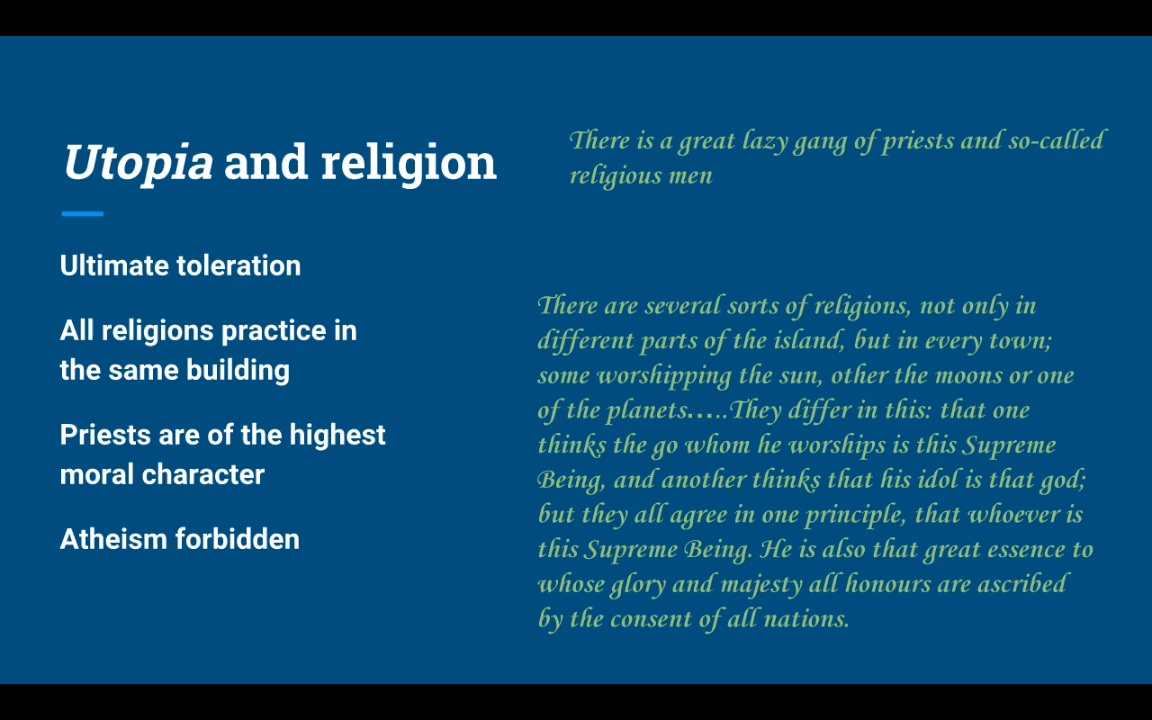 Utopia and religion
Ultimate toleration
All religions practice in
the same building
Priests are of the highest
moral character
Atheism forbidden
There is a great lazy gang of priests and so-called
religious men
There are several sorts of religions, not only in
different parts of the island, but in every town;
some worshipping the sun, other the moons or one
of the planets…..They differ in this: that one
thinks the go whom he worships is this Supreme
Being, and another thinks that his idol is that god;
but they all agree in one principle, that whoever is
this Supreme Being. He is also that great essence to
whose glory and majesty all honours are ascribed
by the consent of all nations.